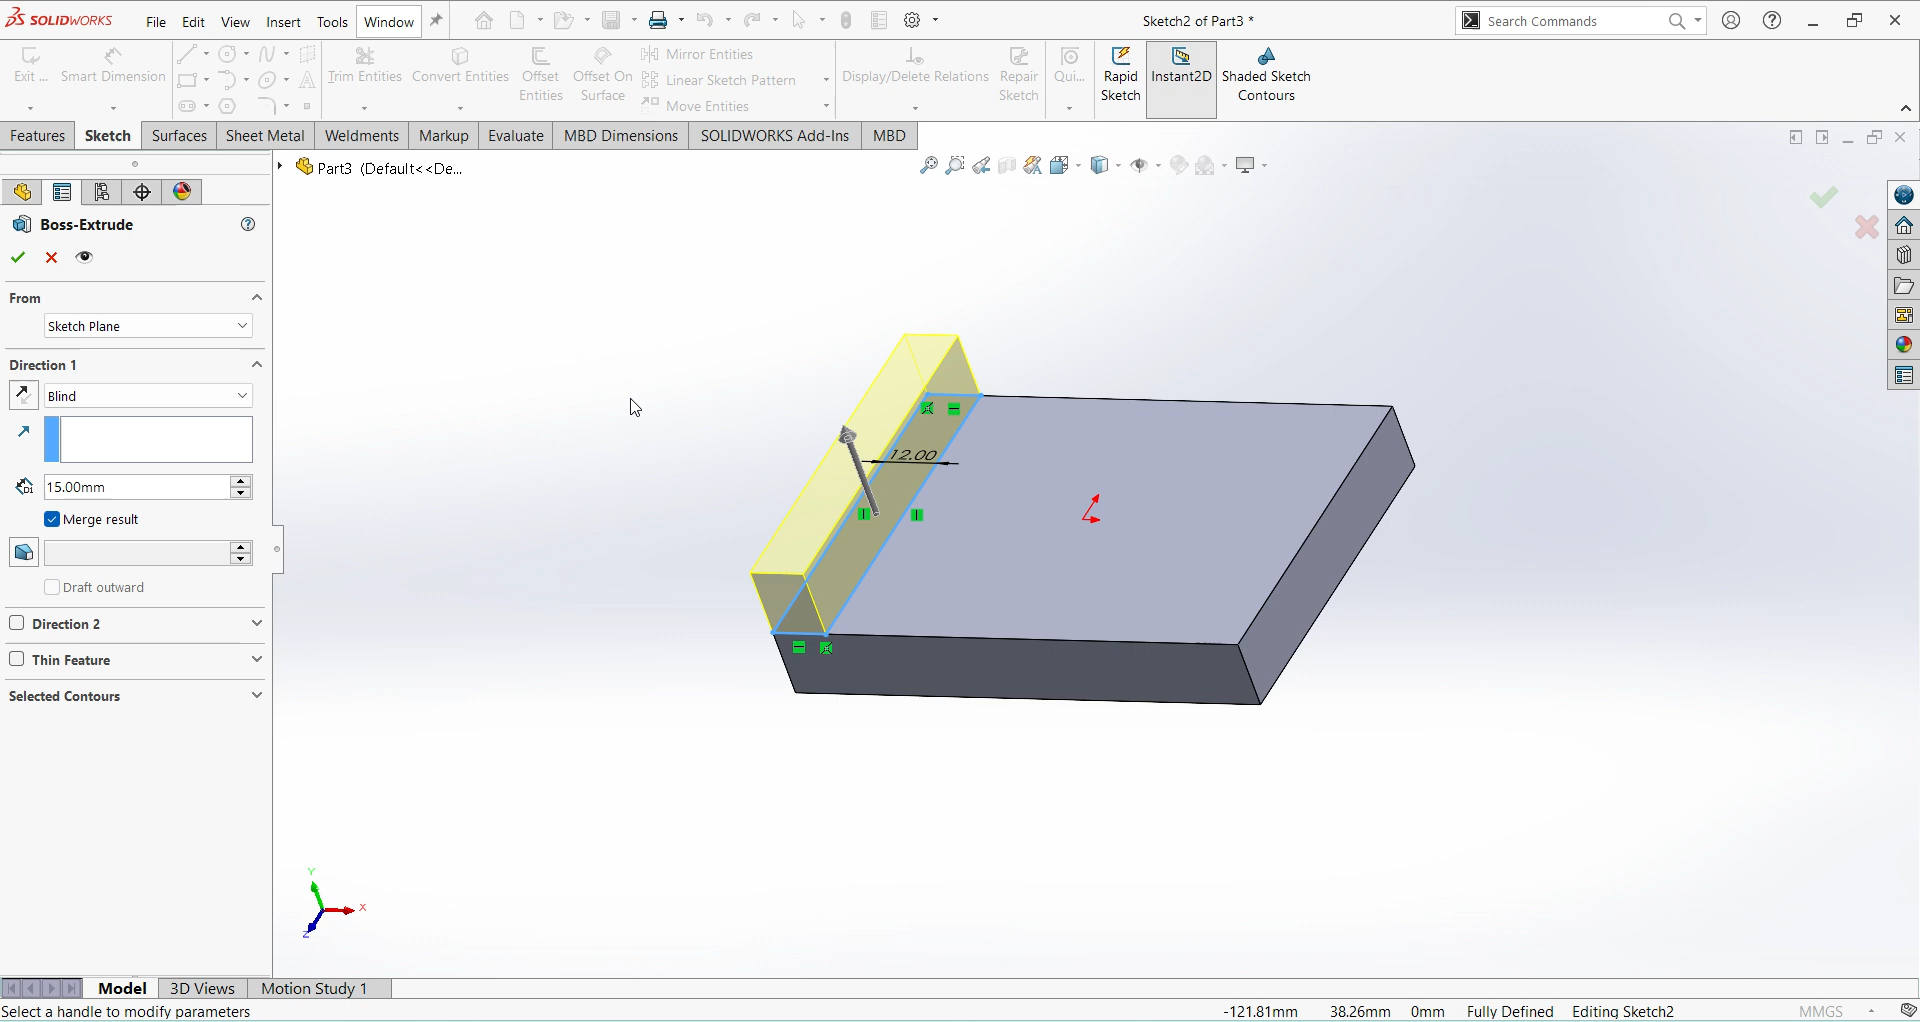 SOLIDWORKS File Edit View Insert Tools Window Sketch2 of Part3 * Search Commands
Exit ... Smart Dimension Trim Entities Convert Entities Offset Entities Offset On Surface Mirror Entities Display/Delete Relations Repair Sketch Qui... Rapid Sketch Instant2D Shaded Sketch Contours
Linear Sketch Pattern
Move Entities
Features Sketch Surfaces Sheet Metal Weldments Markup Evaluate MBD Dimensions SOLIDWORKS Add-Ins MBD
Part3 (Default<<De...
Boss-Extrude
From
Sketch Plane
Direction 1
Blind
D1
15.00mm
Merge result
Draft outward
Direction 2
Thin Feature
Selected Contours
12.00
Y
X
Z
Model 3D Views Motion Study 1
Select a handle to modify parameters -121.81mm 38.26mm 0mm Fully Defined Editing Sketch2 MMGS